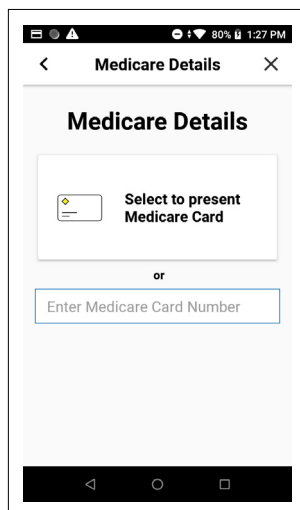 80% 1:27 PM
Medicare Details
Medicare Details
Select to present
Medicare Card
or
Enter Medicare Card Number